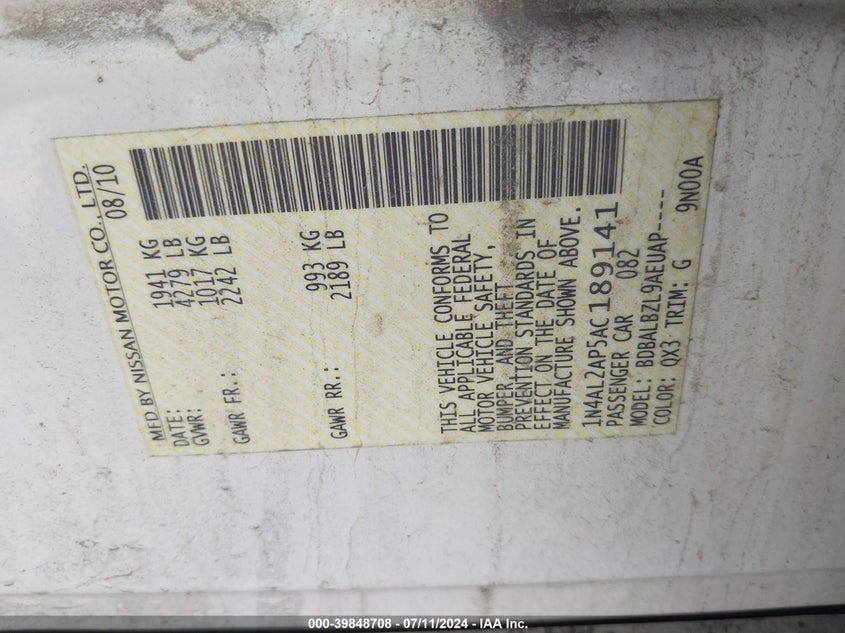 MFD BY NISSAN MOTOR CO., LTD.
DATE: 08/10
GVWR: 1941 KG
4279 LB
GAWR FR.: 1017 KG
2242 LB
GAWR RR.: 993 KG
2189 LB
THIS VEHICLE CONFORMS TO
ALL APPLICABLE FEDERAL
MOTOR VEHICLE SAFETY,
BUMPER, AND THEFT
PREVENTION STANDARDS IN
EFFECT ON THE DATE OF
MANUFACTURE SHOWN ABOVE.
1N4AL2AP5AC189141
PASSENGER CAR 082
MODEL: BDBALBZL9AEUAP----
COLOR: QX3 TRIM: G 9N00A
000-39848708 - 07/11/2024 - IAA Inc.